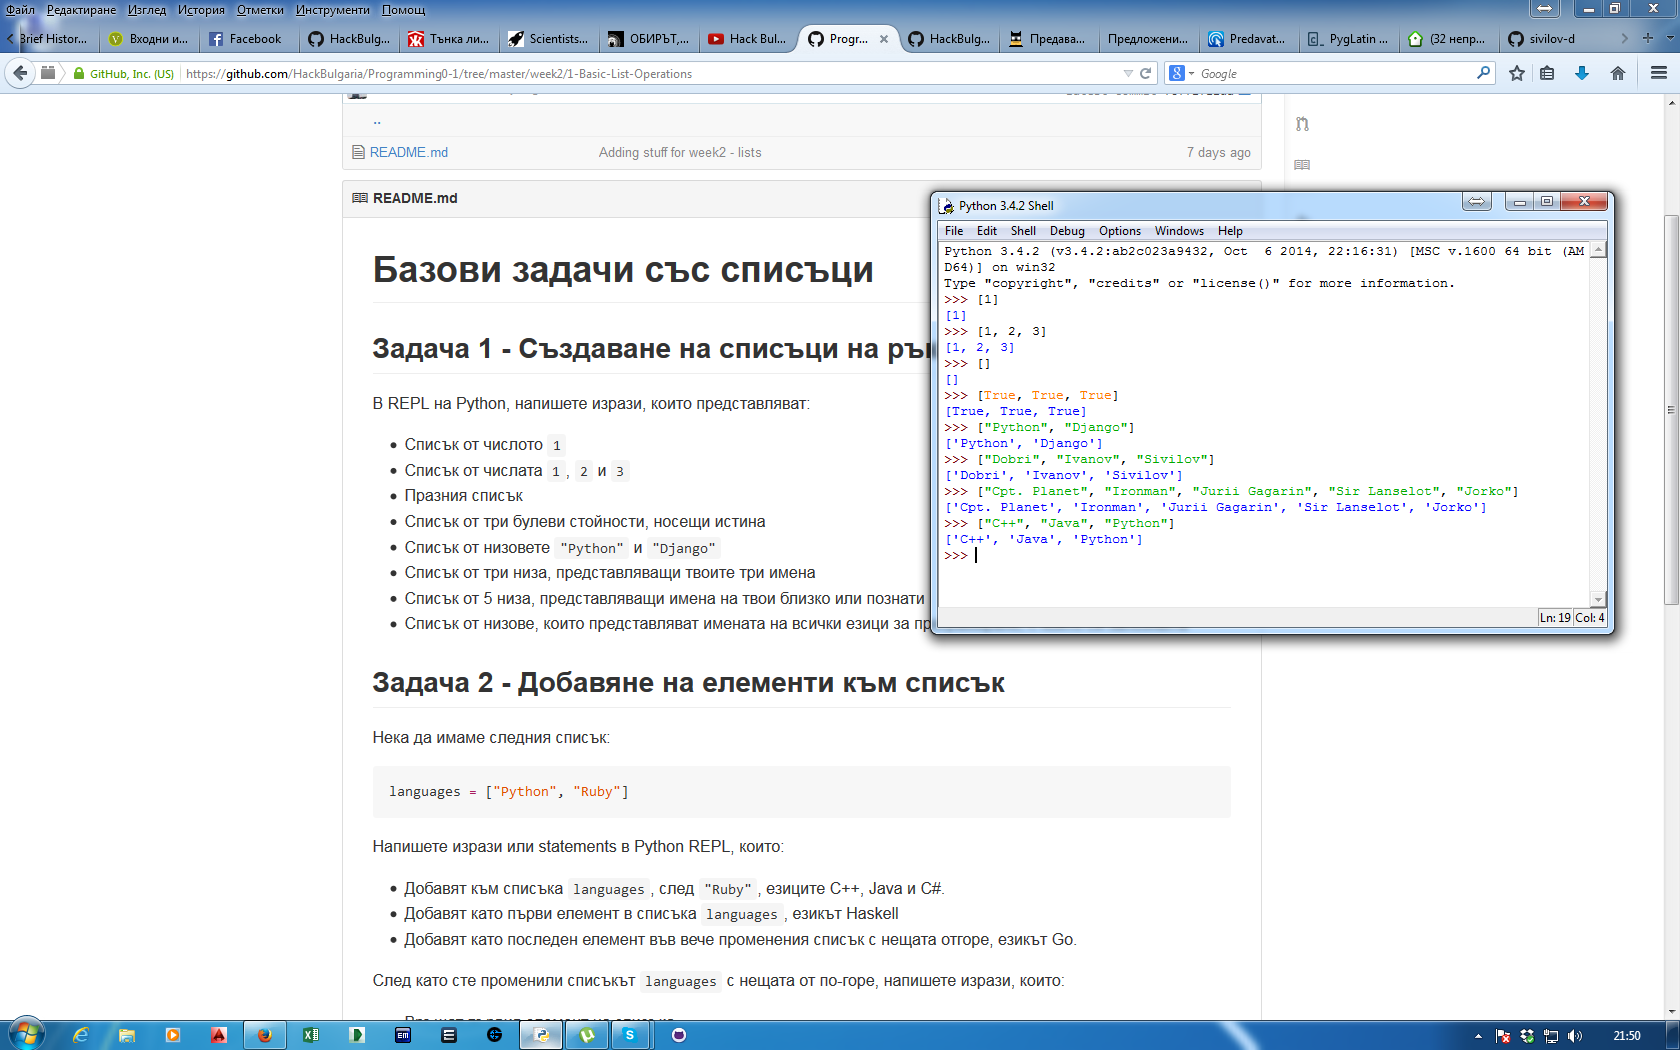 Файл Редактиране Изглед История Отметки Инструменти Помощ
Brief Histor... Входни и... Facebook HackBulg... Тънка ли... Scientists... ОБИРЪТ,... Hack Bul... Progr... HackBulg... Предава... Предложени... Predavat... PygLatin ... (32 непр... sivilov-d
GitHub, Inc. (US) https://github.com/HackBulgaria/Programming0-1/tree/master/week2/1-Basic-List-Operations Google
..
README.md Adding stuff for week2 - lists 7 days ago
README.md
Базови задачи със списъци
Задача 1 - Създаване на списъци на
В REPL на Python, напишете изрази, които представляват:
Списък от числото 1
Списък от числата 1, 2 и 3
Празния списък
Списък от три булеви стойности, носещи истина
Списък от низовете "Python" и "Django"
Списък от три низа, представляващи твоите три имена
Списък от 5 низа, представляващи имена на твои близко или познати
Списък от низове, които представляват имената на всички езици за
Задача 2 - Добавяне на елементи към списък
Нека да имаме следния списък:
languages = ["Python", "Ruby"]
Напишете изрази или statements в Python REPL, които:
Добавят към списъка languages, след "Ruby", езиците C++, Java и C#.
Добавят като първи елемент в списъка languages, езикът Haskell
Добавят като последен елемент във вече променения списък с нещата отгоре, езикът Go.
След като сте променили списъкът languages с нещата от по-горе, напишете изрази, които:
Python 3.4.2 Shell
File Edit Shell Debug Options Windows Help
Python 3.4.2 (v3.4.2:ab2c023a9432, Oct  6 2014, 22:16:31) [MSC v.1600 64 bit (AM
D64)] on win32
Type "copyright", "credits" or "license()" for more information.
>>> [1]
[1]
>>> [1, 2, 3]
[1, 2, 3]
>>> []
[]
>>> [True, True, True]
[True, True, True]
>>> ["Python", "Django"]
['Python', 'Django']
>>> ["Dobri", "Ivanov", "Sivilov"]
['Dobri', 'Ivanov', 'Sivilov']
>>> ["Cpt. Planet", "Ironman", "Jurii Gagarin", "Sir Lanselot", "Jorko"]
['Cpt. Planet', 'Ironman', 'Jurii Gagarin', 'Sir Lanselot', 'Jorko']
>>> ["C++", "Java", "Python"]
['C++', 'Java', 'Python']
>>>
Ln: 19 Col: 4
21:50